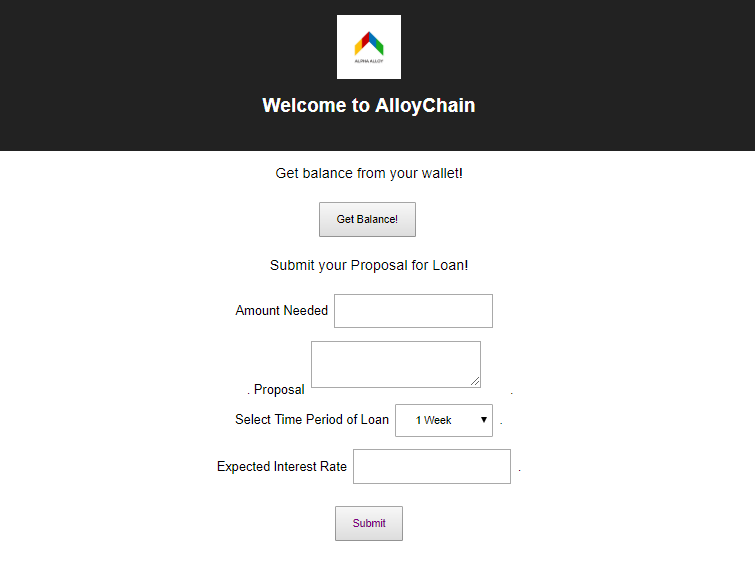 ALPHA ALLOY
Welcome to AlloyChain
Get balance from your wallet!
Get Balance!
Submit your Proposal for Loan!
Amount Needed
. Proposal .
Select Time Period of Loan 1 Week .
Expected Interest Rate .
Submit